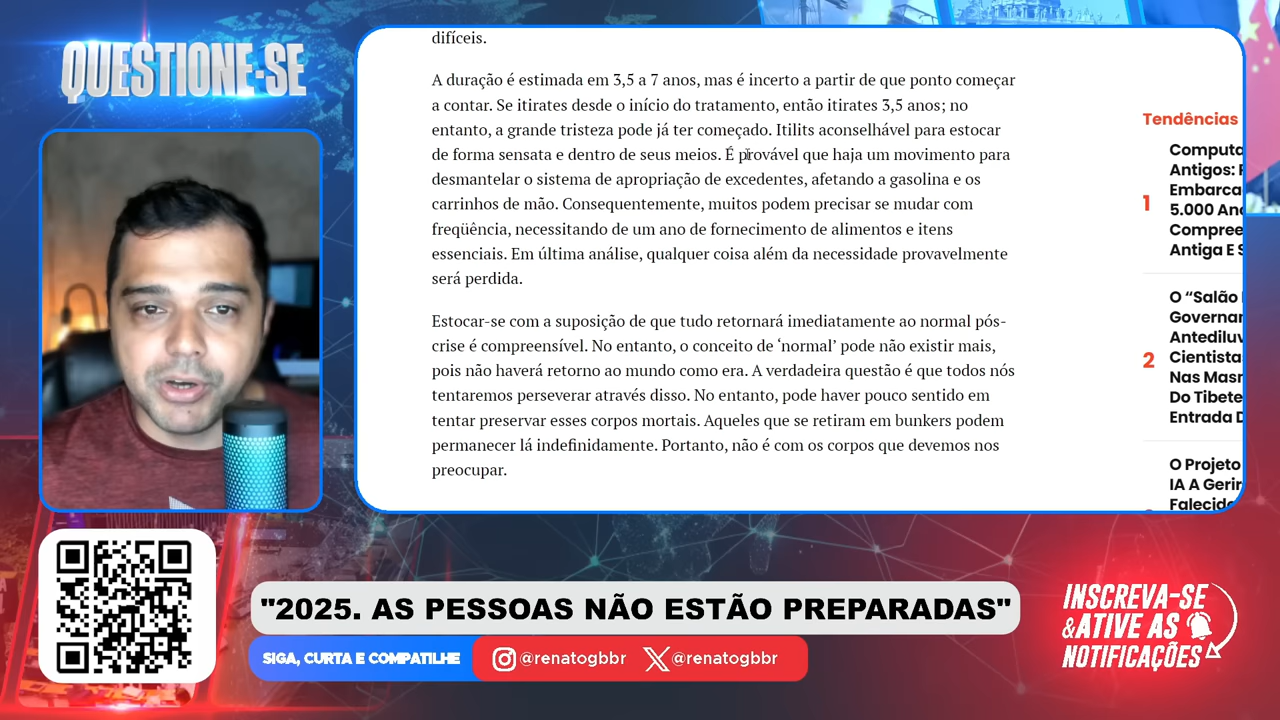 QUESTIONE-SE
difíceis.
A duração é estimada em 3,5 a 7 anos, mas é incerto a partir de que ponto começar
a contar. Se itirates desde o início do tratamento, então itirates 3,5 anos; no
entanto, a grande tristeza pode já ter começado. Itilits aconselhável para estocar
de forma sensata e dentro de seus meios. É provável que haja um movimento para
desmantelar o sistema de apropriação de excedentes, afetando a gasolina e os
carrinhos de mão. Consequentemente, muitos podem precisar se mudar com
freqüência, necessitando de um ano de fornecimento de alimentos e itens
essenciais. Em última análise, qualquer coisa além da necessidade provavelmente
será perdida.
Estocar-se com a suposição de que tudo retornará imediatamente ao normal pós-
crise é compreensível. No entanto, o conceito de ‘normal’ pode não existir mais,
pois não haverá retorno ao mundo como era. A verdadeira questão é que todos nós
tentaremos perseverar através disso. No entanto, pode haver pouco sentido em
tentar preservar esses corpos mortais. Aqueles que se retiram em bunkers podem
permanecer lá indefinidamente. Portanto, não é com os corpos que devemos nos
preocupar.
Tendências
1
Computa
Antigos:
Embarca
5.000 An
Compree
Antiga E S
2
O “Salão
Governar
Antediluv
Cientista
Nas Masr
Do Tibete
Entrada D
O Projeto
IA A Gerir
Falecido
"2025. AS PESSOAS NÃO ESTÃO PREPARADAS"
SIGA, CURTA E COMPATILHE
@renatogbbr
@renatogbbr
INSCREVA-SE
&ATIVE AS
NOTIFICAÇÕES